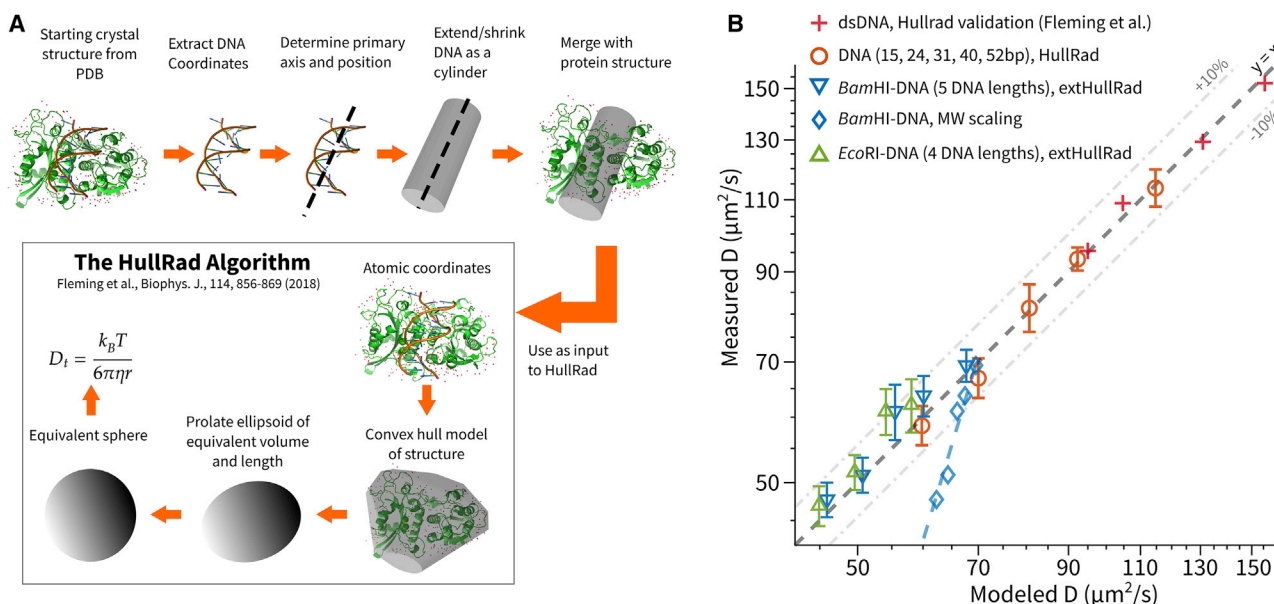 A
Starting crystal
structure from
PDB
Extract DNA
Coordinates
Determine primary
axis and position
Extend/shrink
DNA as a
cylinder
Merge with
protein structure
The HullRad Algorithm
Fleming et al., Biophys. J., 114, 856-869 (2018)
Atomic coordinates
D_t = k_B T / 6πηr
Use as input
to HullRad
Equivalent sphere
Prolate ellipsoid of
equivalent volume
and length
Convex hull model
of structure
B
dsDNA, Hullrad validation (Fleming et al.)
DNA (15, 24, 31, 40, 52bp), HullRad
BamHI-DNA (5 DNA lengths), extHullRad
BamHI-DNA, MW scaling
EcoRI-DNA (4 DNA lengths), extHullRad
+10%
y = x
-10%
Measured D (μm²/s)
150
130
110
90
70
50
50
70
90
110
130
150
Modeled D (μm²/s)